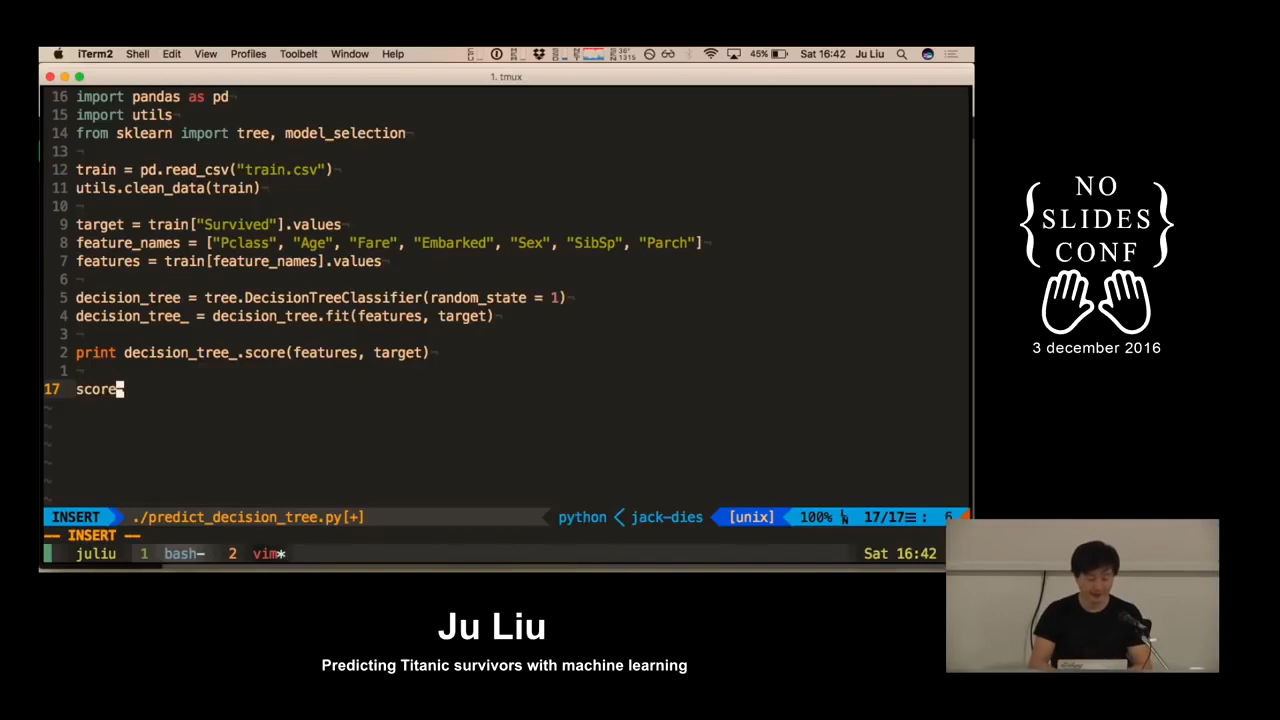 iTerm2 Shell Edit View Profiles Toolbelt Window Help 45% Sat 16:42 Ju Liu
1. tmux
16 import pandas as pd¬
15 import utils¬
14 from sklearn import tree, model_selection¬
13 ¬
12 train = pd.read_csv("train.csv")¬
11 utils.clean_data(train)¬
10 ¬
9 target = train["Survived"].values¬
8 feature_names = ["Pclass", "Age", "Fare", "Embarked", "Sex", "SibSp", "Parch"]¬
7 features = train[feature_names].values¬
6 ¬
5 decision_tree = tree.DecisionTreeClassifier(random_state = 1)¬
4 decision_tree_ = decision_tree.fit(features, target)¬
3 ¬
2 print decision_tree_.score(features, target)¬
1 ¬
17 score
~
~
~
~
~
~
INSERT ./predict_decision_tree.py[+] python jack-dies [unix] 100% 17/17≡ : 6
-- INSERT --
juliu 1 bash- 2 vim* Sat 16:42
NO
SLIDES
CONF
3 december 2016
Ju Liu
Predicting Titanic survivors with machine learning